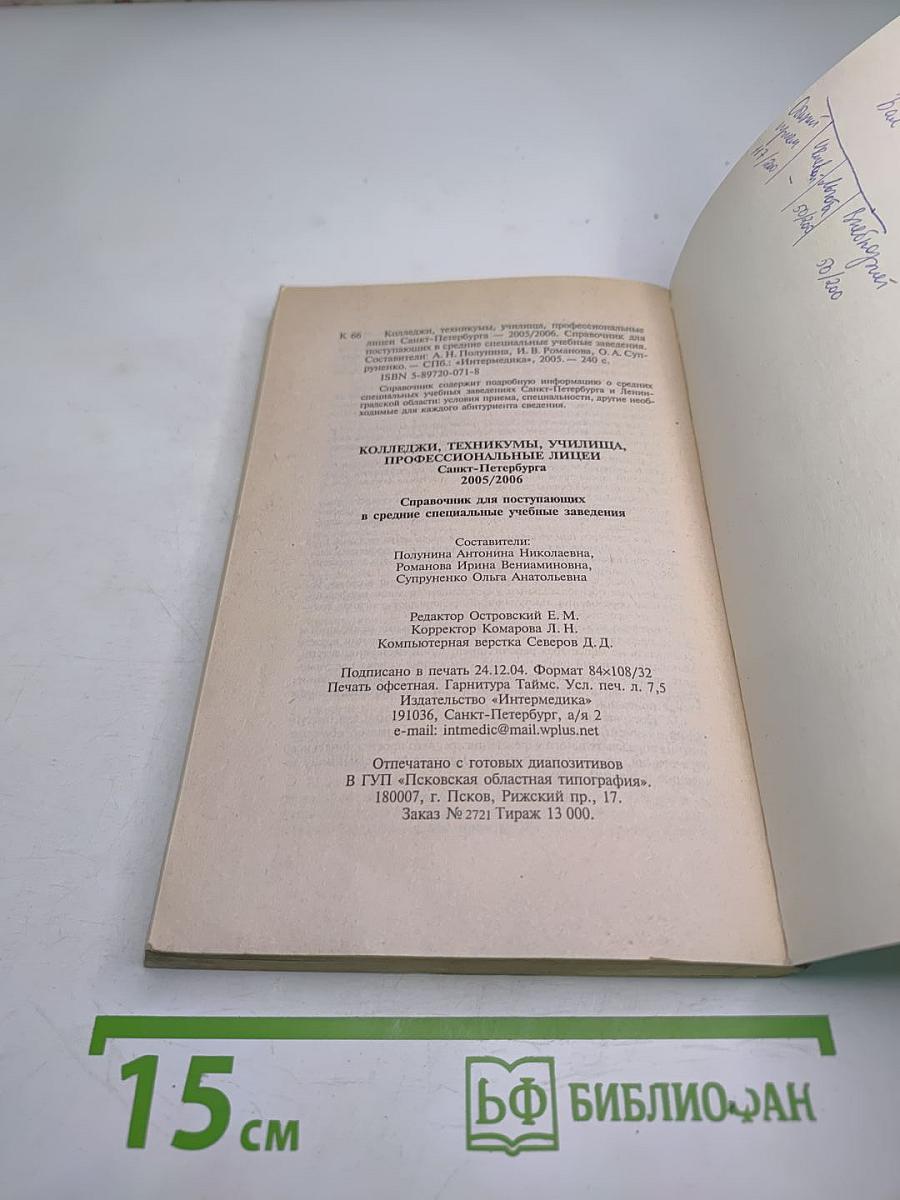 К 66 Колледжи, техникумы, училища, профессиональные
лицеи Санкт-Петербурга — 2005/2006. Справочник для
поступающих в средние специальные учебные заведения.
Составители: А. Н. Полунина, И. В. Романова, О. А. Суп-
руненко. — СПб.: «Интермедика», 2005. — 240 с.
ISBN 5-89720-071-8
Справочник содержит подробную информацию о средних
специальных учебных заведениях Санкт-Петербурга и Ленин-
градской области: условия приема, специальности, другие необ-
ходимые для каждого абитуриента сведения.
КОЛЛЕДЖИ, ТЕХНИКУМЫ, УЧИЛИЩА,
ПРОФЕССИОНАЛЬНЫЕ ЛИЦЕИ
Санкт-Петербурга
2005/2006
Справочник для поступающих
в средние специальные учебные заведения
Составители:
Полунина Антонина Николаевна,
Романова Ирина Вениаминовна,
Супруненко Ольга Анатольевна
Редактор Островский Е. М.
Корректор Комарова Л. Н.
Компьютерная верстка Северов Д. Д.
Подписано в печать 24.12.04. Формат 84×108/32
Печать офсетная. Гарнитура Таймс. Усл. печ. л. 7,5
Издательство «Интермедика»
191036, Санкт-Петербург, а/я 2
e-mail: intmedic@mail.wplus.net
Отпечатано с готовых диапозитивов
В ГУП «Псковская областная типография».
180007, г. Псков, Рижский пр., 17.
Заказ № 2721 Тираж 13 000.
50/200
50/200
15 см
БФ БИБЛИОФАН